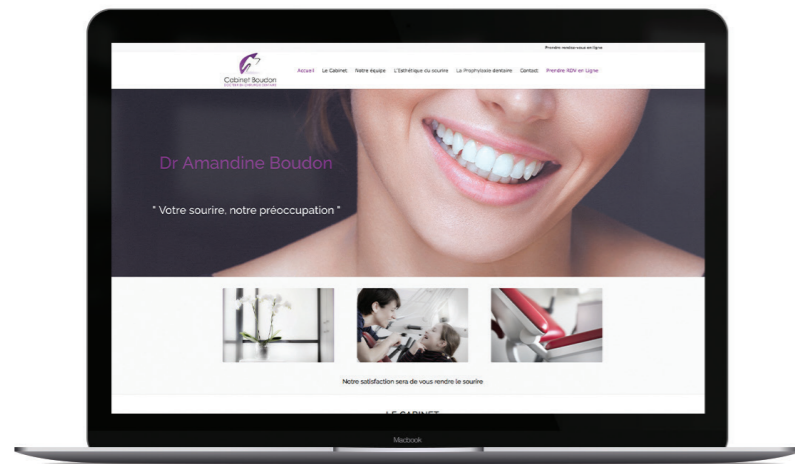 Prendre rendez-vous en ligne
Cabinet Boudon
Accueil Le Cabinet Notre équipe L'Esthétique du sourire La Prophylaxie dentaire Contact Prendre RDV en Ligne
Dr Amandine Boudon
" Votre sourire, notre préoccupation "
Notre satisfaction sera de vous rendre le sourire
LE CABINET
Macbook